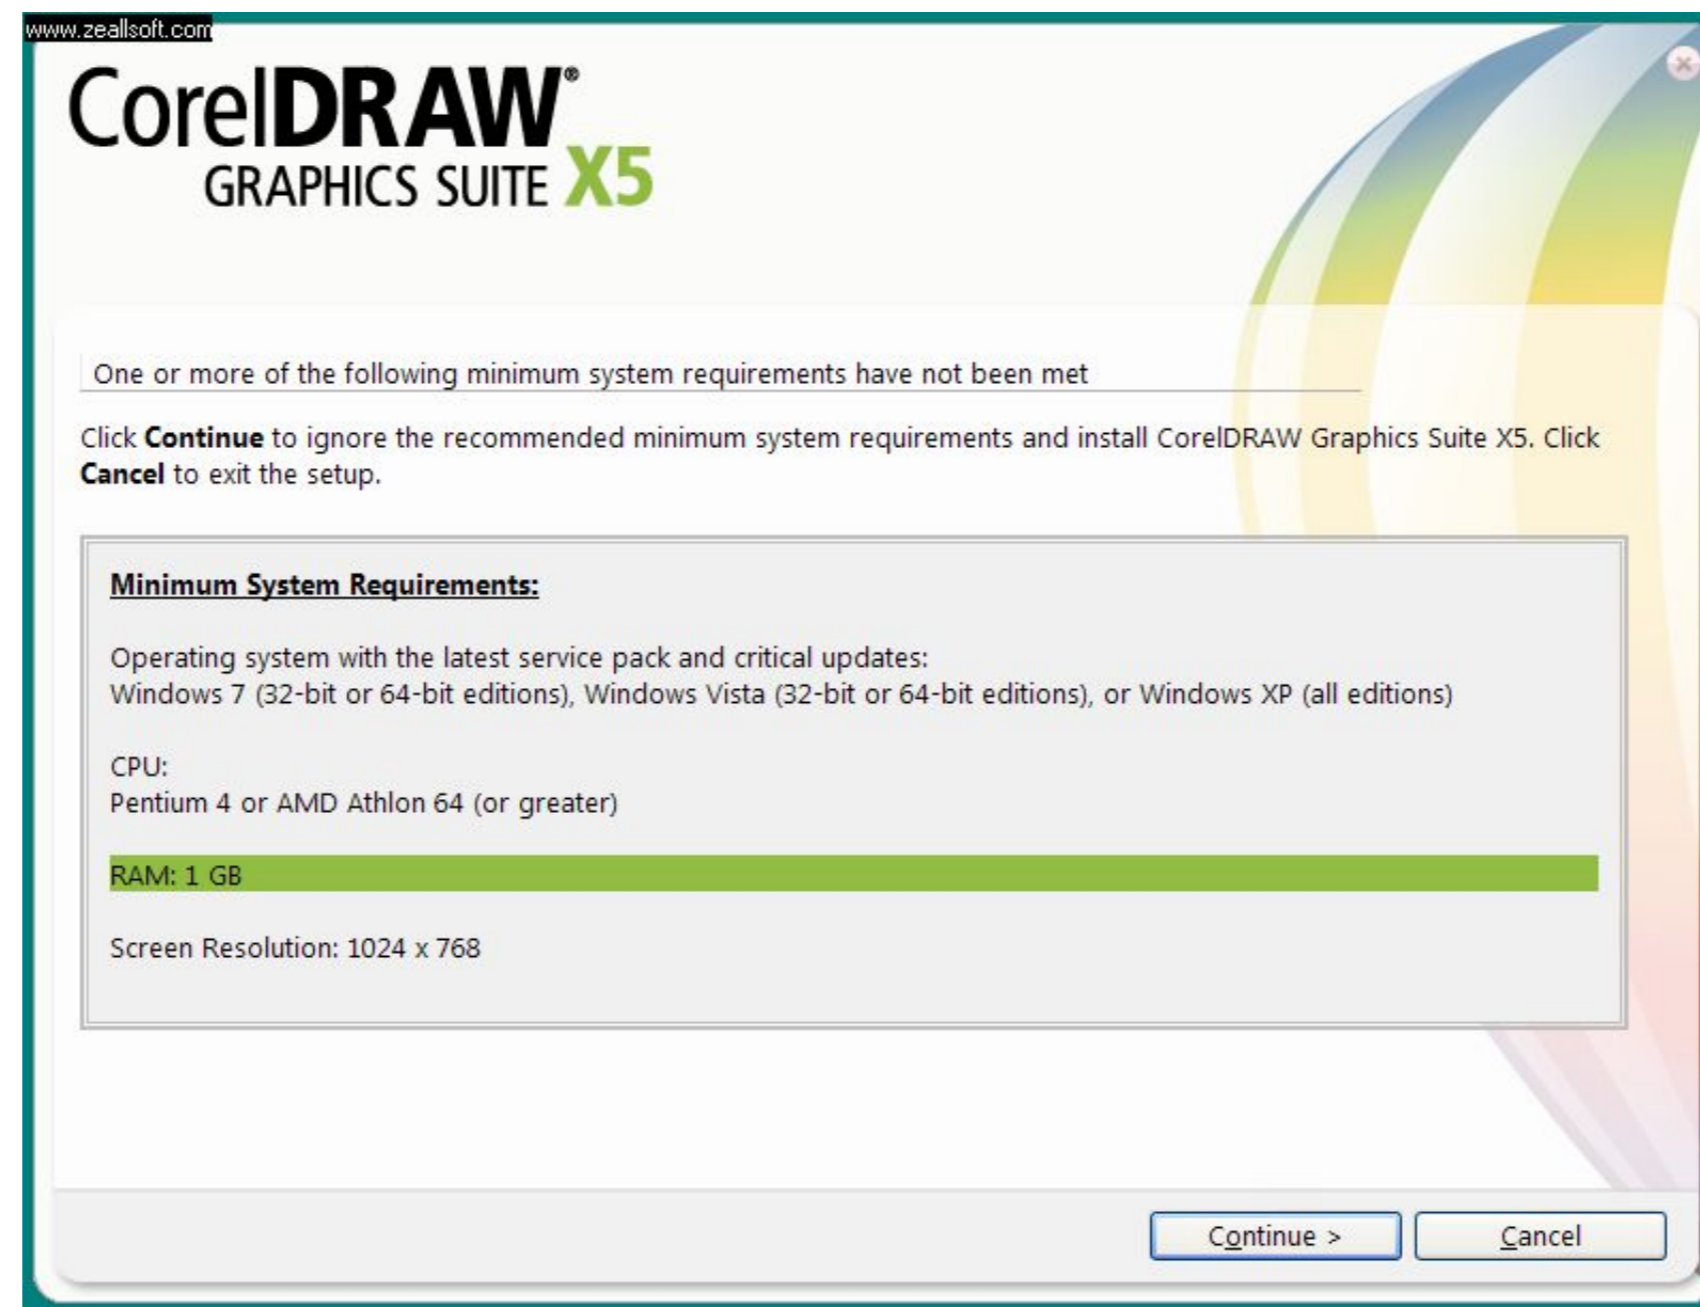 www.zeallsoft.com
CorelDRAW®
GRAPHICS SUITE X5
One or more of the following minimum system requirements have not been met
Click Continue to ignore the recommended minimum system requirements and install CorelDRAW Graphics Suite X5. Click
Cancel to exit the setup.
Minimum System Requirements:
Operating system with the latest service pack and critical updates:
Windows 7 (32-bit or 64-bit editions), Windows Vista (32-bit or 64-bit editions), or Windows XP (all editions)
CPU:
Pentium 4 or AMD Athlon 64 (or greater)
RAM: 1 GB
Screen Resolution: 1024 x 768
Continue > Cancel